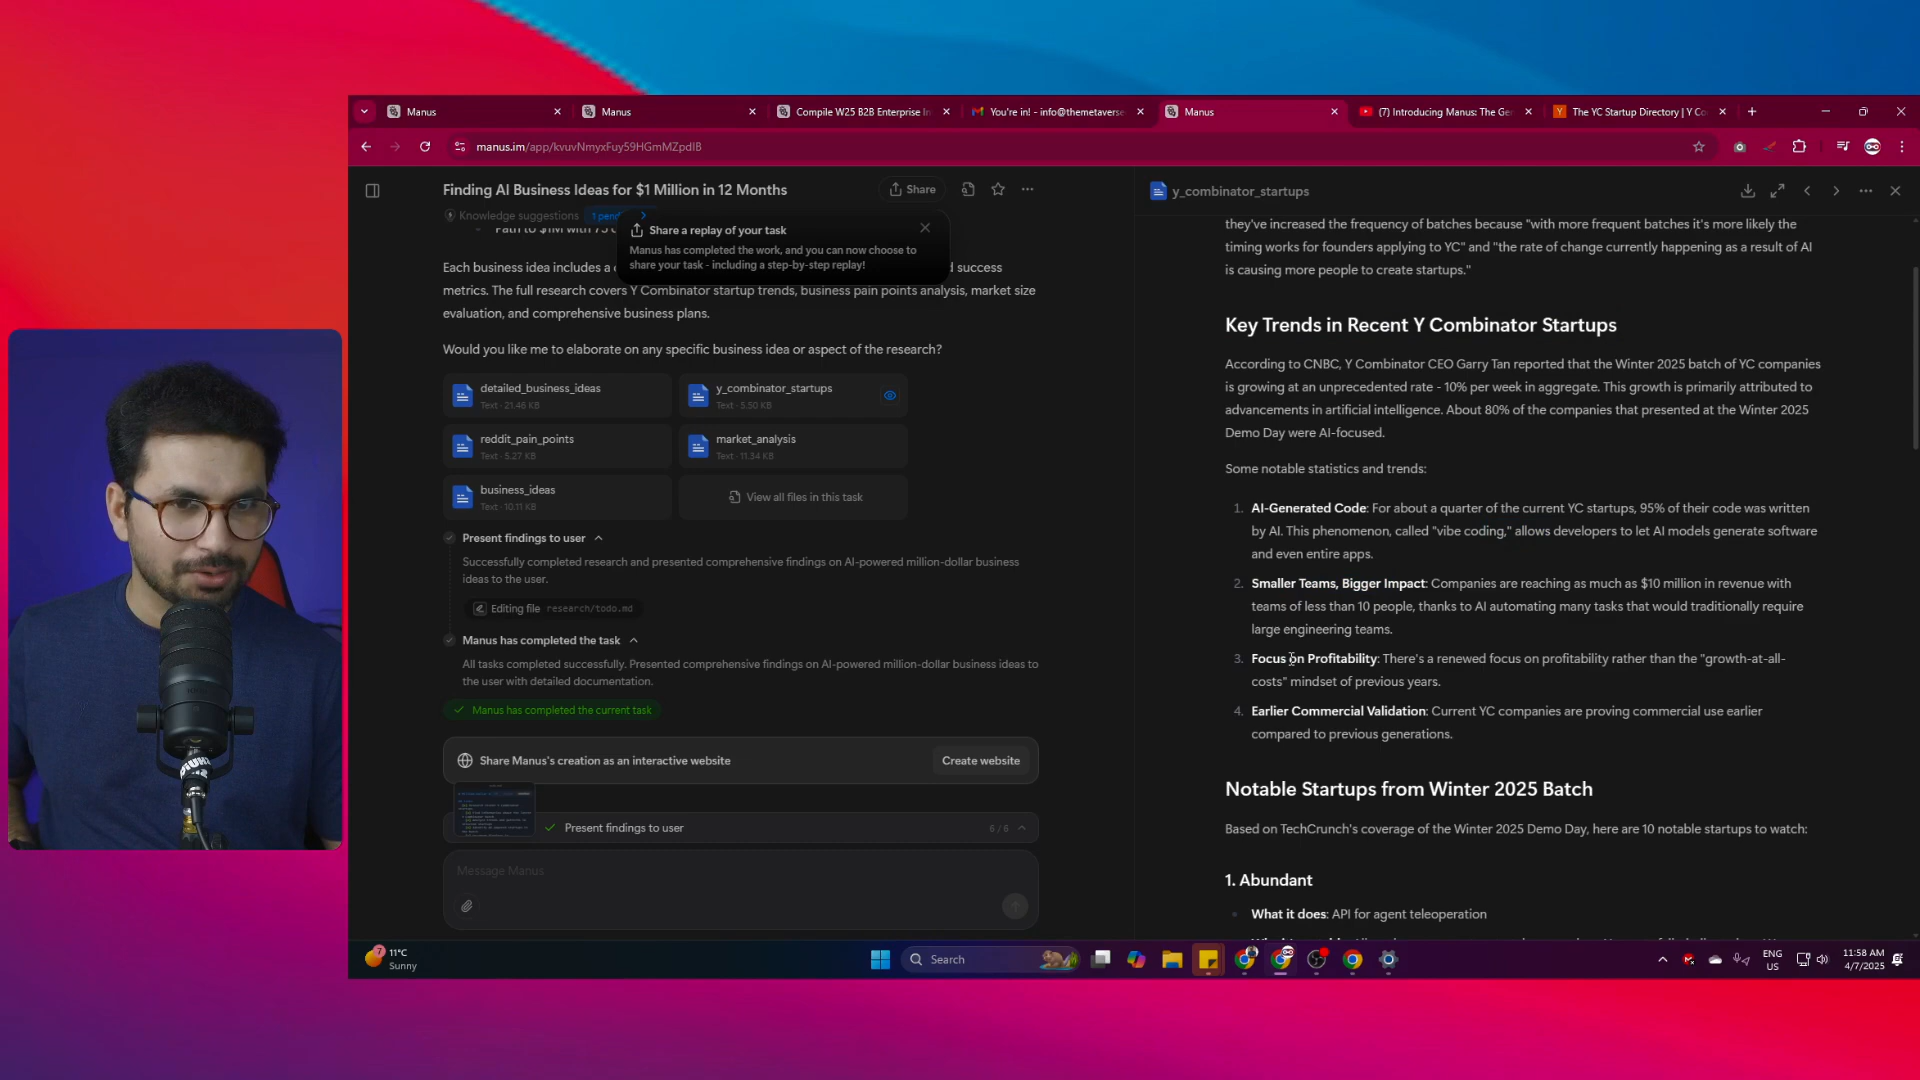 Manus
Manus
Compile W25 B2B Enterprise In
You're in! - info@themetaverse
Manus
(7) Introducing Manus: The Gen
The YC Startup Directory | Y Co
manus.im/app/kvuvNmyxFuy59HGmMZpdIB
Finding AI Business Ideas for $1 Million in 12 Months
Share
Knowledge suggestions
1 pend
Share a replay of your task
Manus has completed the work, and you can now choose to
share your task - including a step-by-step replay!
Each business idea includes a
d success
metrics. The full research covers Y Combinator startup trends, business pain points analysis, market size
evaluation, and comprehensive business plans.
Would you like me to elaborate on any specific business idea or aspect of the research?
detailed_business_ideas
Text · 21.46 KB
y_combinator_startups
Text · 5.50 KB
reddit_pain_points
Text · 5.27 KB
market_analysis
Text · 11.34 KB
business_ideas
Text · 10.11 KB
View all files in this task
Present findings to user
Successfully completed research and presented comprehensive findings on AI-powered million-dollar business
ideas to the user.
Editing file research/todo.md
Manus has completed the task
All tasks completed successfully. Presented comprehensive findings on AI-powered million-dollar business ideas to
the user with detailed documentation.
Manus has completed the current task
Share Manus's creation as an interactive website
Create website
Present findings to user
6 / 6
Message Manus
y_combinator_startups
they've increased the frequency of batches because "with more frequent batches it's more likely the
timing works for founders applying to YC" and "the rate of change currently happening as a result of AI
is causing more people to create startups."
Key Trends in Recent Y Combinator Startups
According to CNBC, Y Combinator CEO Garry Tan reported that the Winter 2025 batch of YC companies
is growing at an unprecedented rate - 10% per week in aggregate. This growth is primarily attributed to
advancements in artificial intelligence. About 80% of the companies that presented at the Winter 2025
Demo Day were AI-focused.
Some notable statistics and trends:
1. AI-Generated Code: For about a quarter of the current YC startups, 95% of their code was written
by AI. This phenomenon, called "vibe coding," allows developers to let AI models generate software
and even entire apps.
2. Smaller Teams, Bigger Impact: Companies are reaching as much as $10 million in revenue with
teams of less than 10 people, thanks to AI automating many tasks that would traditionally require
large engineering teams.
3. Focus on Profitability: There's a renewed focus on profitability rather than the "growth-at-all-
costs" mindset of previous years.
4. Earlier Commercial Validation: Current YC companies are proving commercial use earlier
compared to previous generations.
Notable Startups from Winter 2025 Batch
Based on TechCrunch's coverage of the Winter 2025 Demo Day, here are 10 notable startups to watch:
1. Abundant
What it does: API for agent teleoperation
11°C
Sunny
Search
ENG
US
11:58 AM
4/7/2025